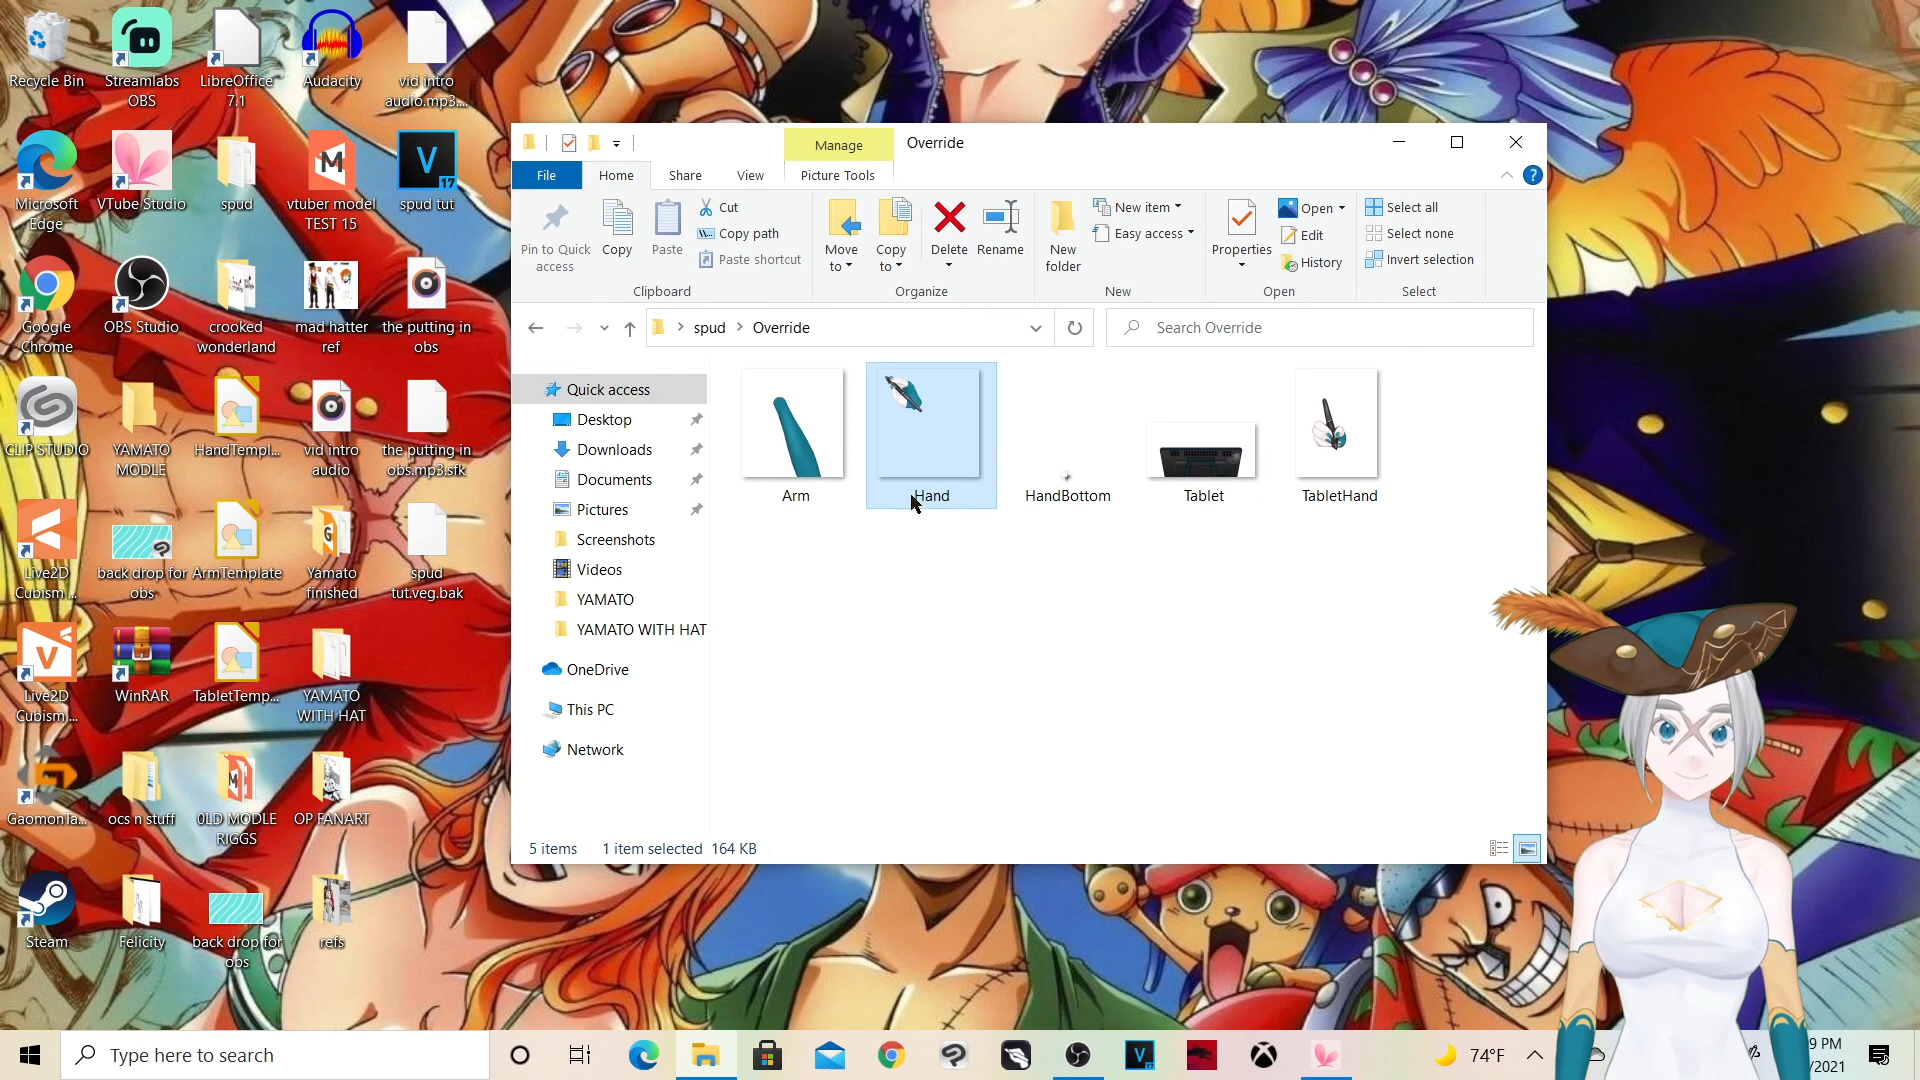 Recycle Bin
Streamlabs
OBS
LibreOffice
7.1
Audacity
vid intro
audio.mp3....
Microsoft
Edge
VTube Studio
spud
vtuber model
TEST 15
spud tut
Google
Chrome
OBS Studio
crooked
wonderland
mad hatter
ref
the putting in
obs
CLIP STUDIO
YAMATO
MODLE
HandTempl...
vid intro
audio
the putting in
obs.mp3.sfk
Live2D
Cubism ...
back drop for
obs
ArmTemplate
Yamato
finished
spud
tut.veg.bak
Live2D
Cubism ...
WinRAR
TabletTemp...
YAMATO
WITH HAT
GaomonTa...
ocs n stuff
0LD MODLE
RIGGS
OP FANART
Steam
Felicity
back drop for
obs
refs
Manage
Override
File
Home
Share
View
Picture Tools
Pin to Quick
access
Copy
Paste
Cut
Copy path
Paste shortcut
Clipboard
Move
to
Copy
to
Delete
Rename
Organize
New
folder
New item
Easy access
New
Properties
Open
Edit
History
Open
Select all
Select none
Invert selection
Select
spud
Override
Search Override
Quick access
Desktop
Downloads
Documents
Pictures
Screenshots
Videos
YAMATO
YAMATO WITH HAT
OneDrive
This PC
Network
Arm
Hand
HandBottom
Tablet
TabletHand
5 items
1 item selected 164 KB
Type here to search
74°F
9 PM
/2021